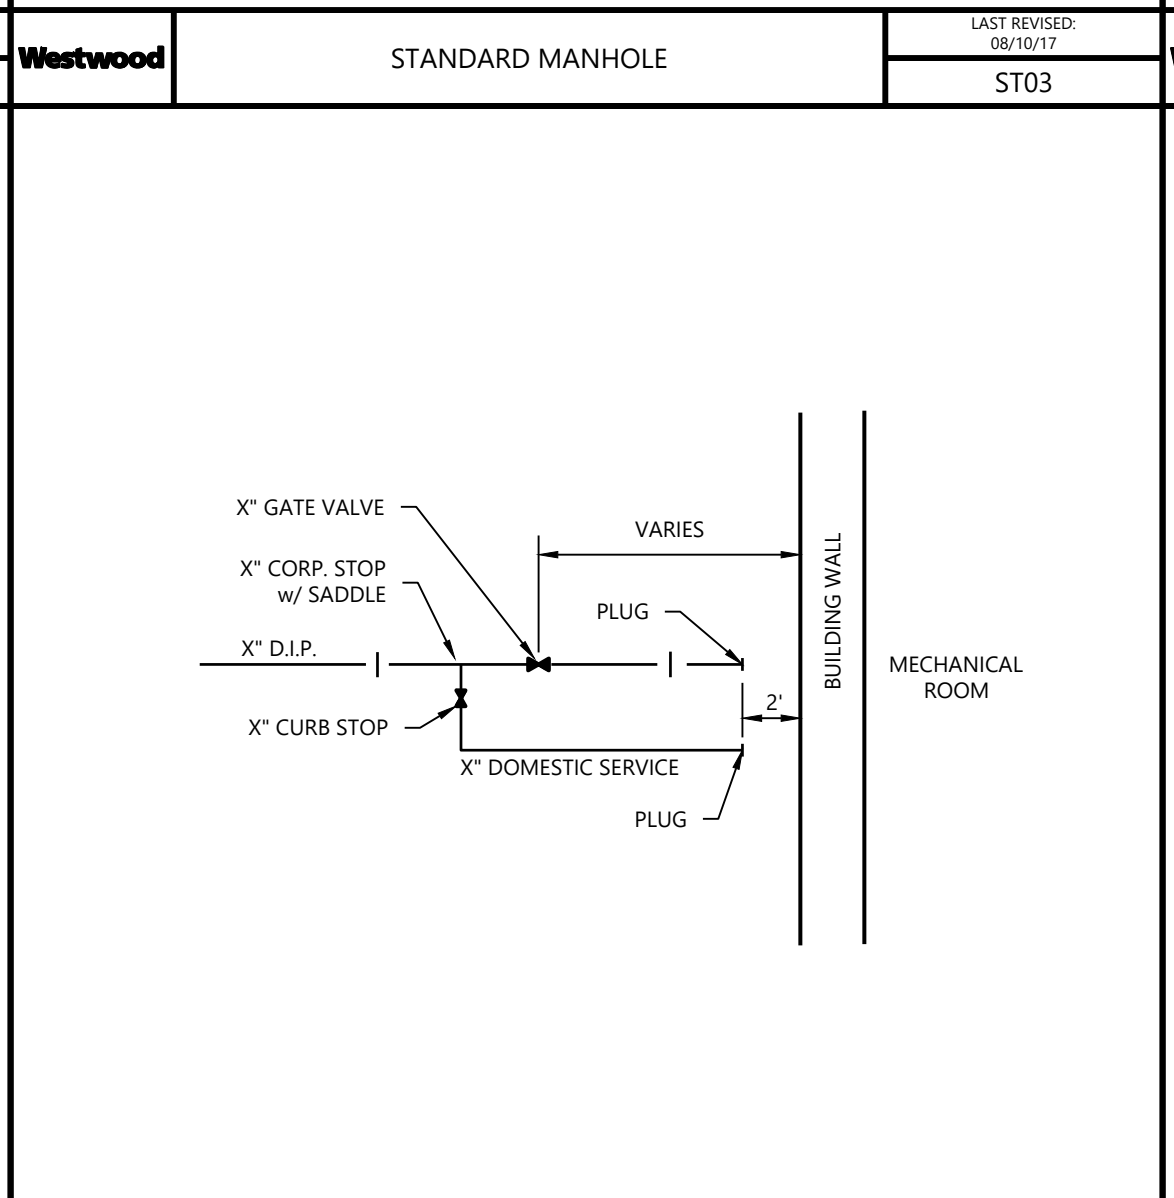 Westwood
STANDARD MANHOLE
LAST REVISED:
08/10/17
ST03
X" GATE VALVE
VARIES
X" CORP. STOP
w/ SADDLE
PLUG
X" D.I.P.
BUILDING WALL
MECHANICAL
ROOM
2'
X" CURB STOP
X" DOMESTIC SERVICE
PLUG